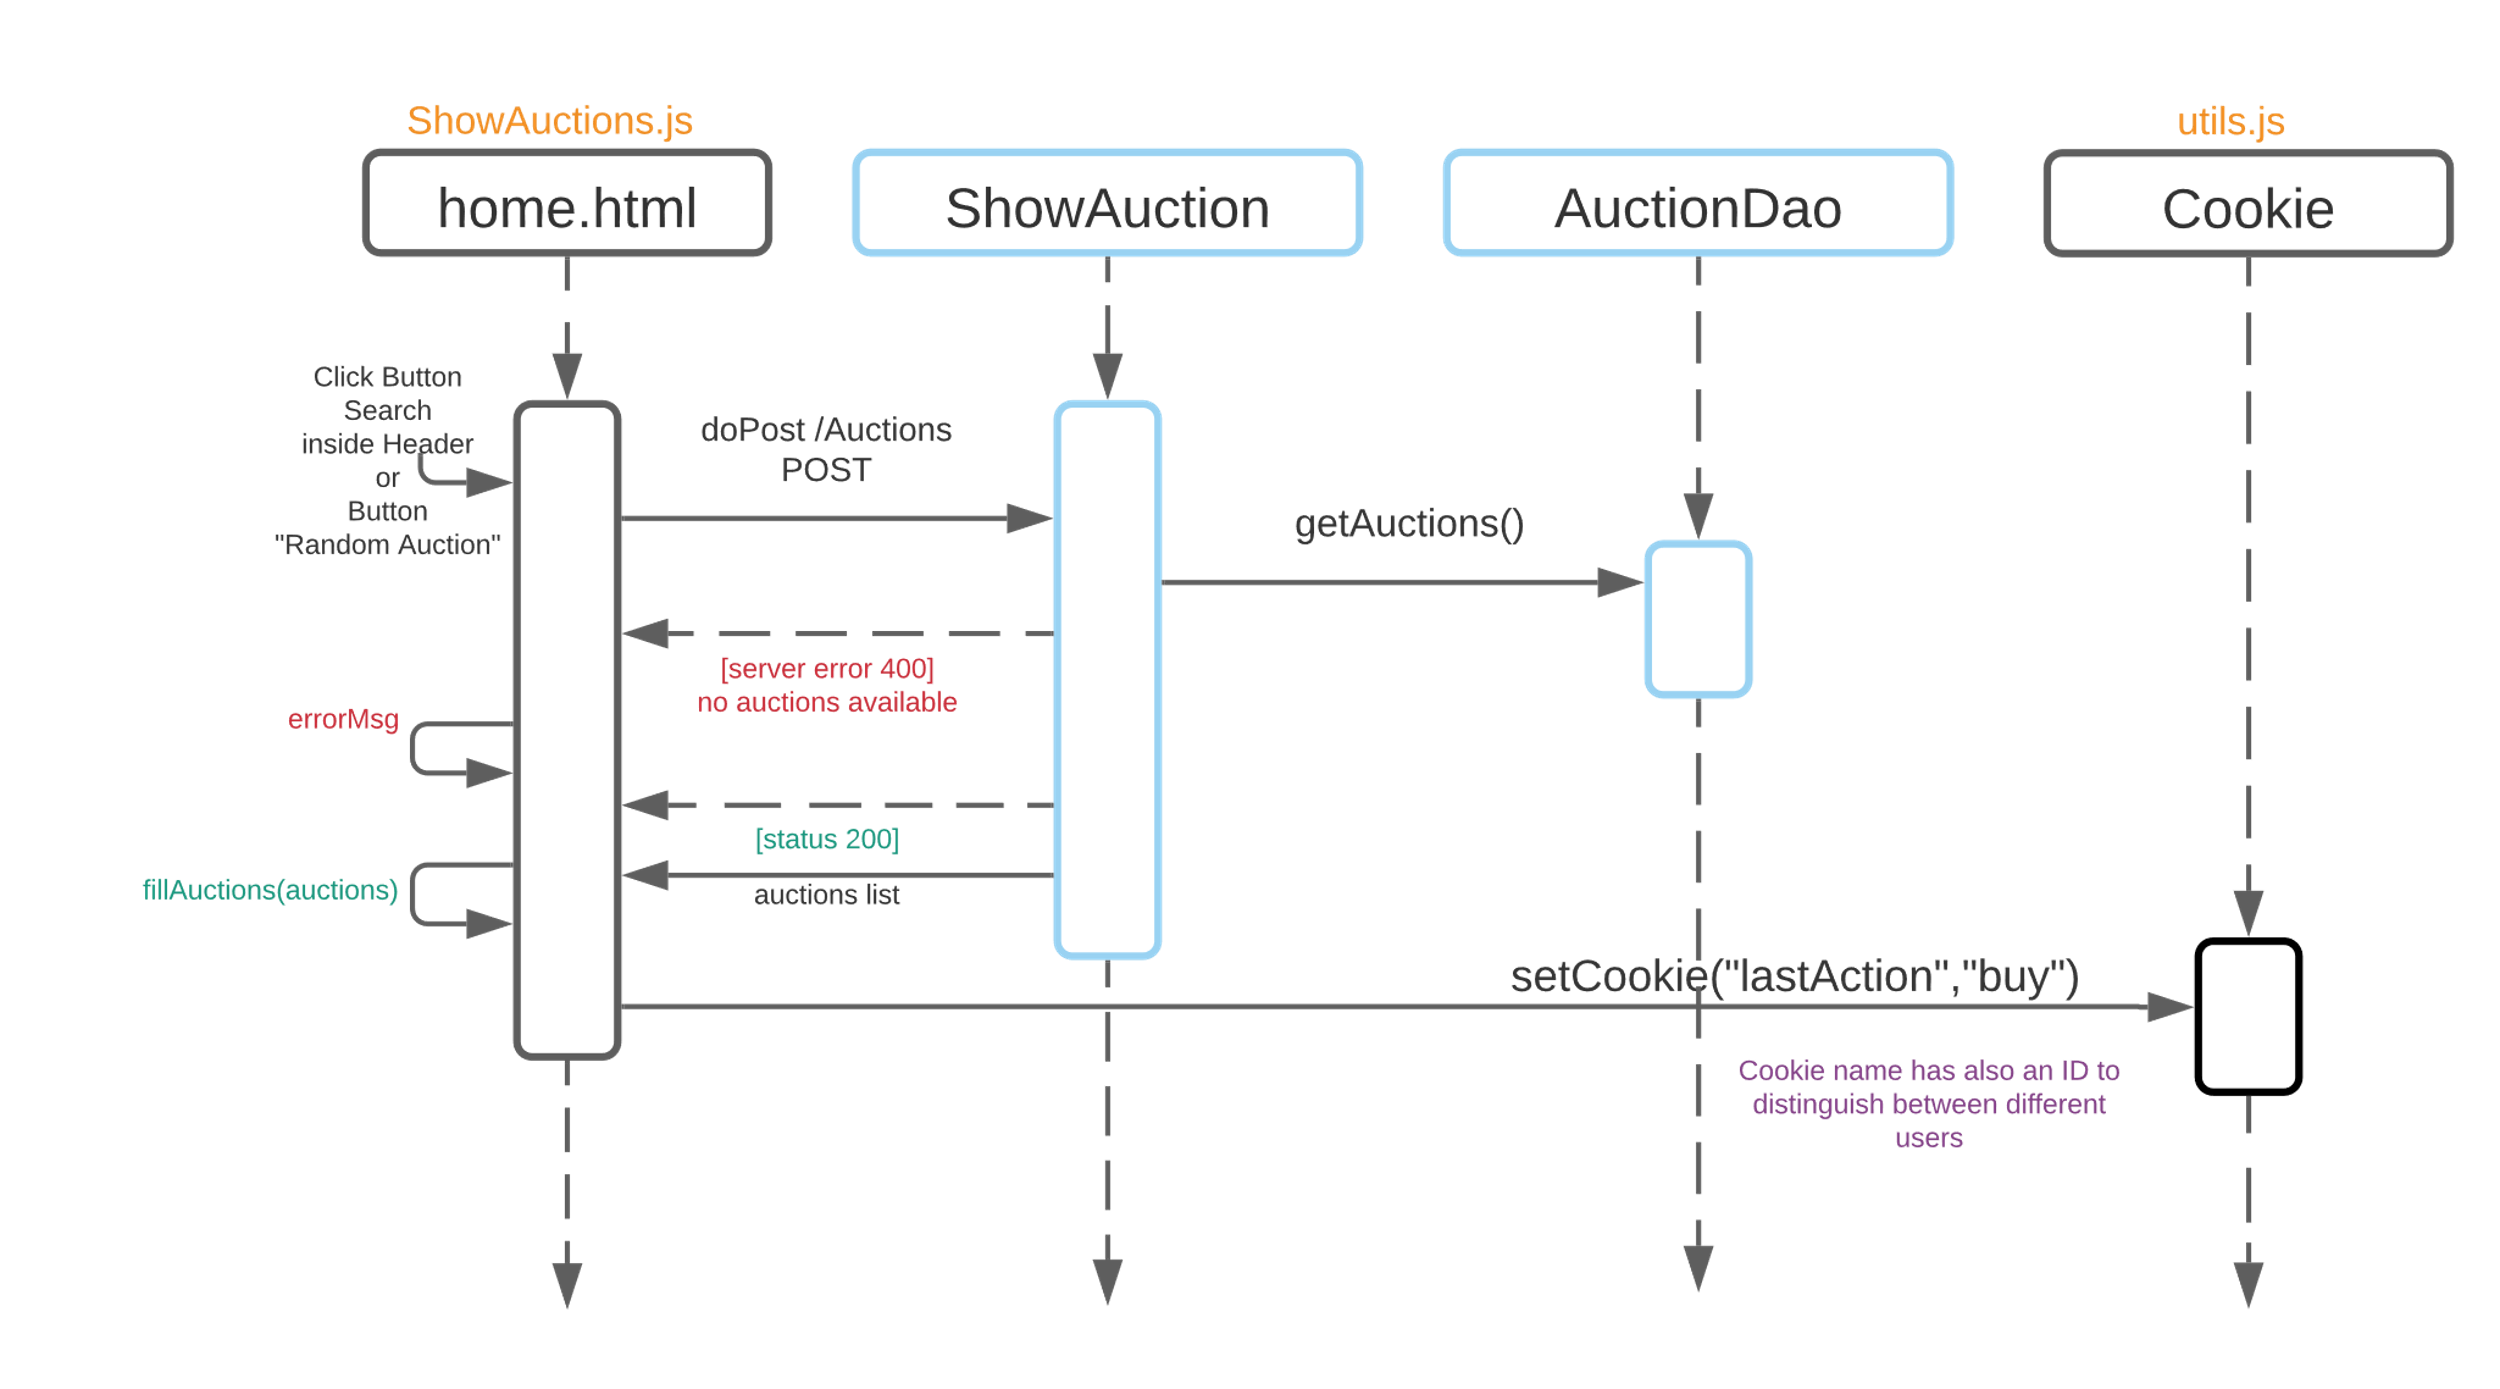 ShowAuctions.js
utils.js
home.html
ShowAuction
AuctionDao
Cookie
Click Button
Search
inside Header
or
Button
"Random Auction"
doPost /Auctions
POST
getAuctions()
[server error 400]
no auctions available
errorMsg
[status 200]
fillAuctions(auctions)
auctions list
setCookie("lastAction","buy")
Cookie name has also an ID to
distinguish between different
users